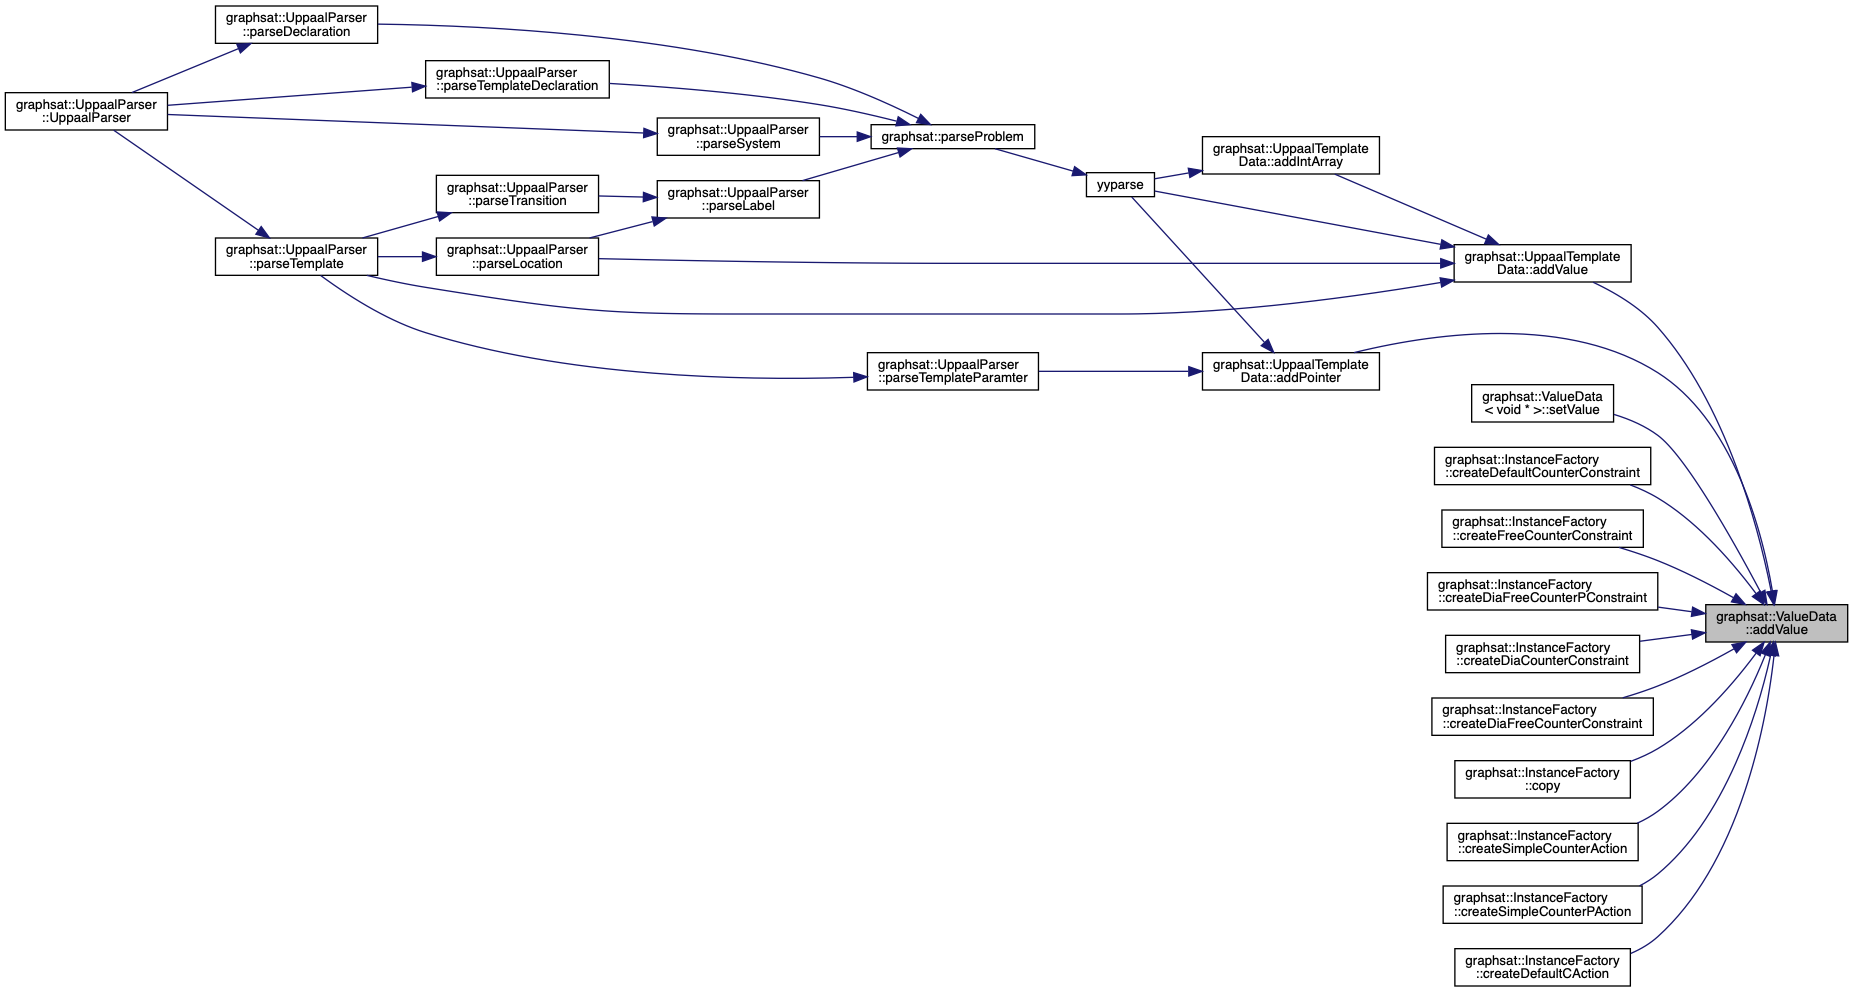 graphsat::UppaalParser
::parseDeclaration
graphsat::UppaalParser
::parseTemplateDeclaration
graphsat::UppaalParser
::UppaalParser
graphsat::UppaalParser
::parseSystem
graphsat::parseProblem
graphsat::UppaalTemplate
Data::addIntArray
yyparse
graphsat::UppaalParser
::parseTransition
graphsat::UppaalParser
::parseLabel
graphsat::UppaalParser
::parseTemplate
graphsat::UppaalParser
::parseLocation
graphsat::UppaalTemplate
Data::addValue
graphsat::UppaalParser
::parseTemplateParamter
graphsat::UppaalTemplate
Data::addPointer
graphsat::ValueData
< void * >::setValue
graphsat::InstanceFactory
::createDefaultCounterConstraint
graphsat::InstanceFactory
::createFreeCounterConstraint
graphsat::InstanceFactory
::createDiaFreeCounterPConstraint
graphsat::ValueData
::addValue
graphsat::InstanceFactory
::createDiaCounterConstraint
graphsat::InstanceFactory
::createDiaFreeCounterConstraint
graphsat::InstanceFactory
::copy
graphsat::InstanceFactory
::createSimpleCounterAction
graphsat::InstanceFactory
::createSimpleCounterPAction
graphsat::InstanceFactory
::createDefaultCAction